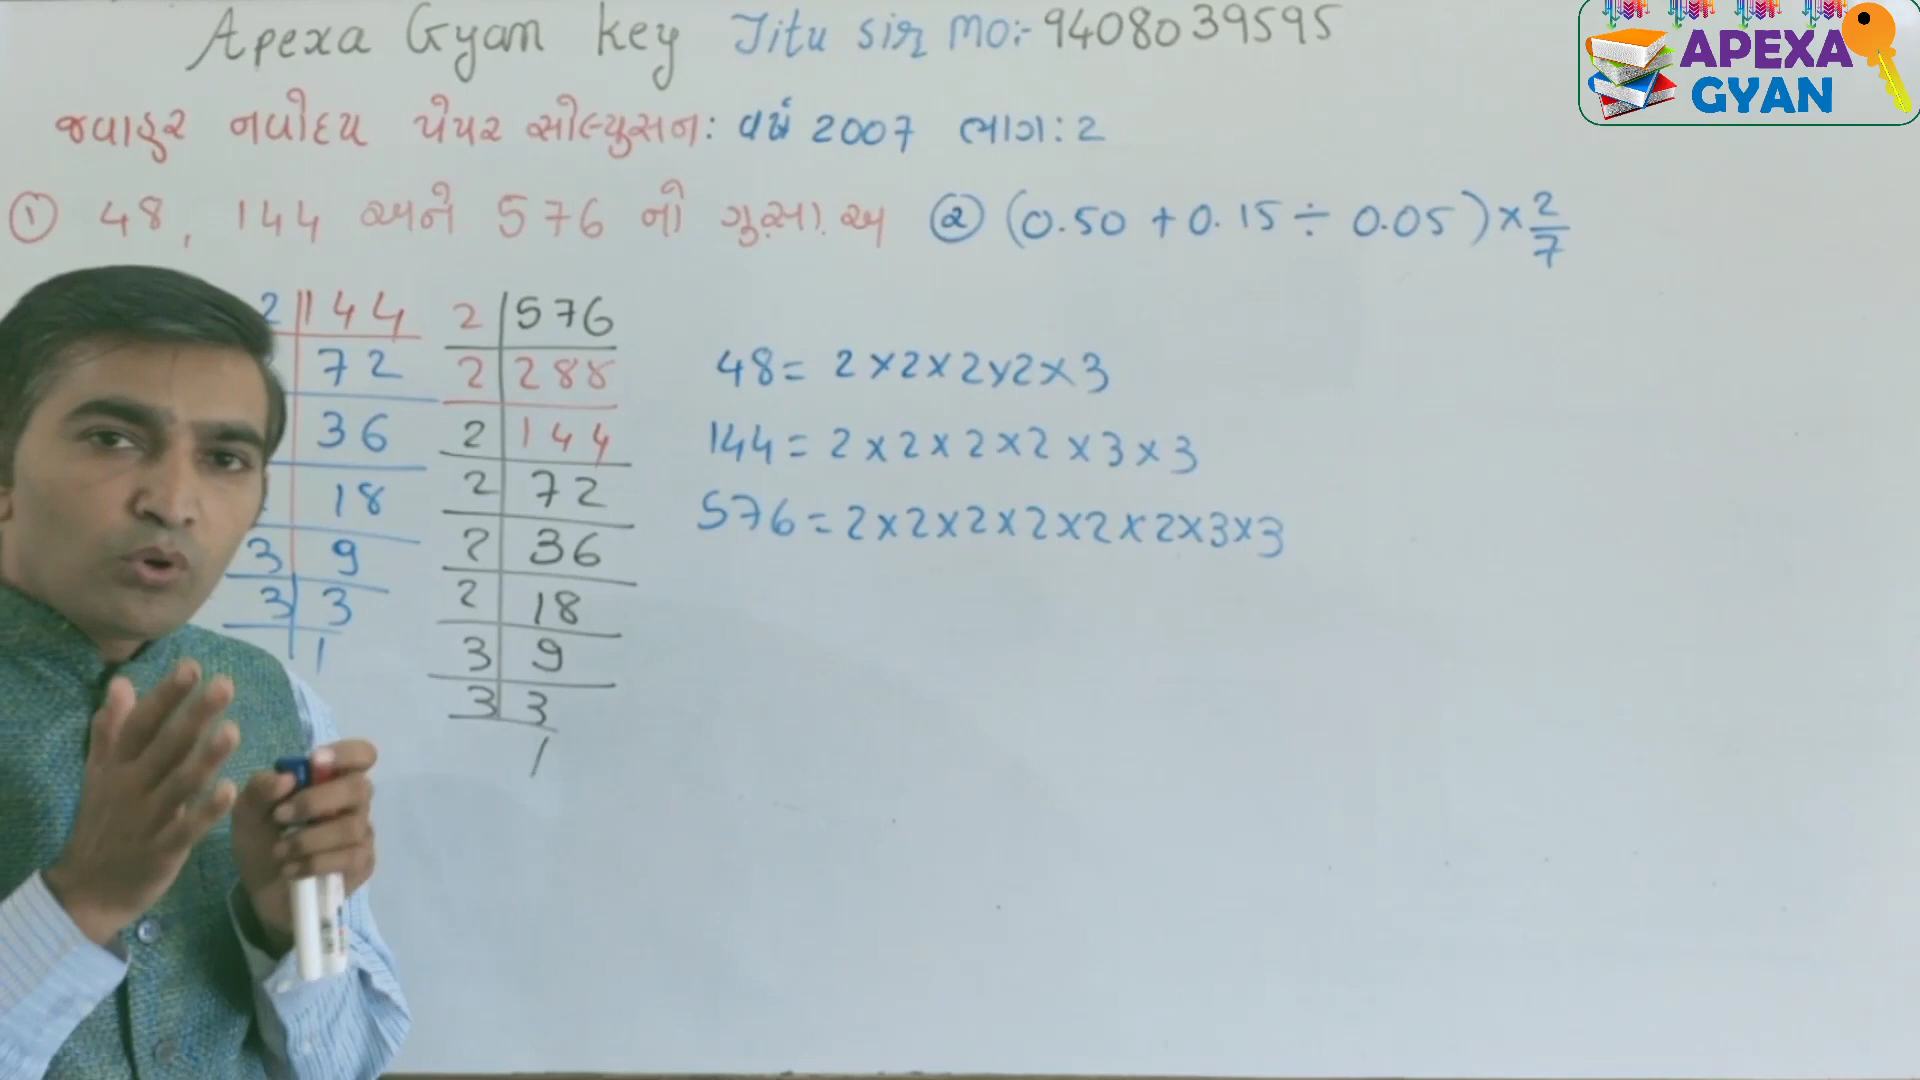 Apexa Gyan key Jitu sir mo:- 9408039595
APEXA
GYAN
જવાહર નવોદય પેપર સોલ્યુસન: વર્ષ 2007 ભાગ: 2
① 48, 144 અને 576 નો ગુ.સા.અ
② (0.50 + 0.15 ÷ 0.05) × 2/7
2 144
72
36
18
3 9
3 3
1
2 576
2 288
2 144
2 72
2 36
2 18
3 9
3 3
1
48 = 2×2×2×2×3
144 = 2×2×2×2×3×3
576 = 2×2×2×2×2×2×3×3